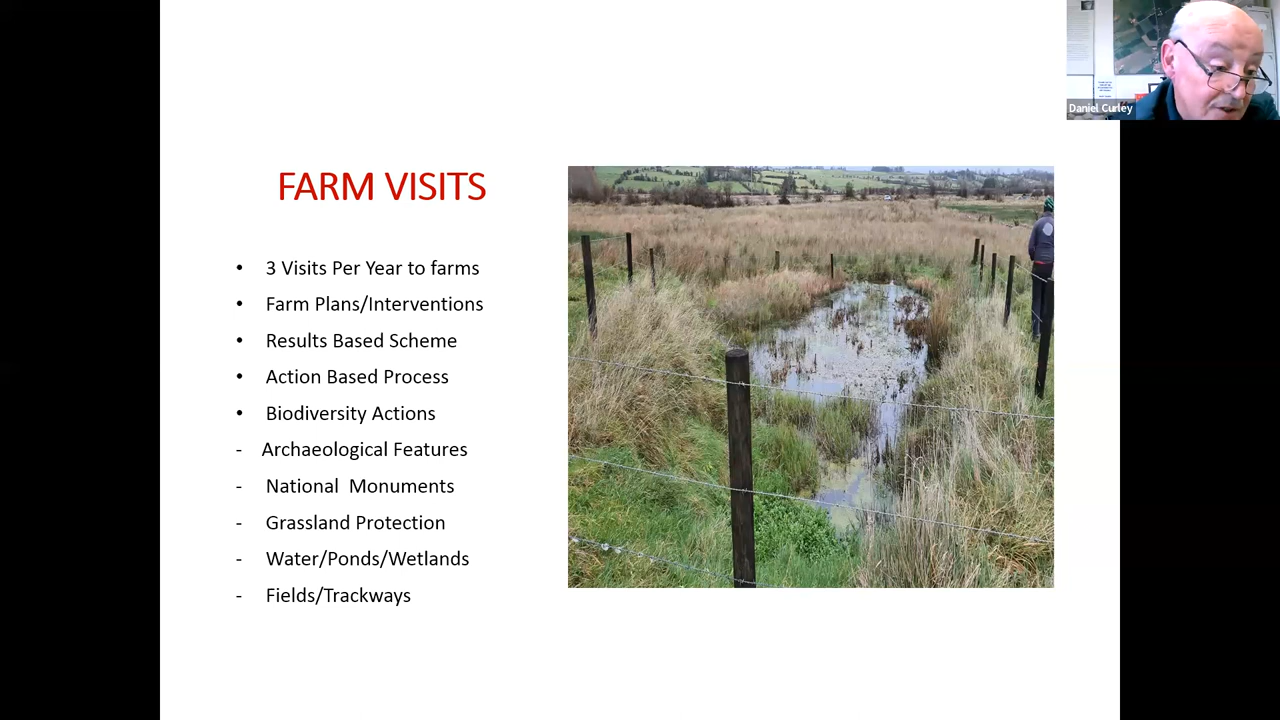 Daniel Curley
FARM VISITS
• 3 Visits Per Year to farms
• Farm Plans/Interventions
• Results Based Scheme
• Action Based Process
• Biodiversity Actions
- Archaeological Features
- National Monuments
- Grassland Protection
- Water/Ponds/Wetlands
- Fields/Trackways